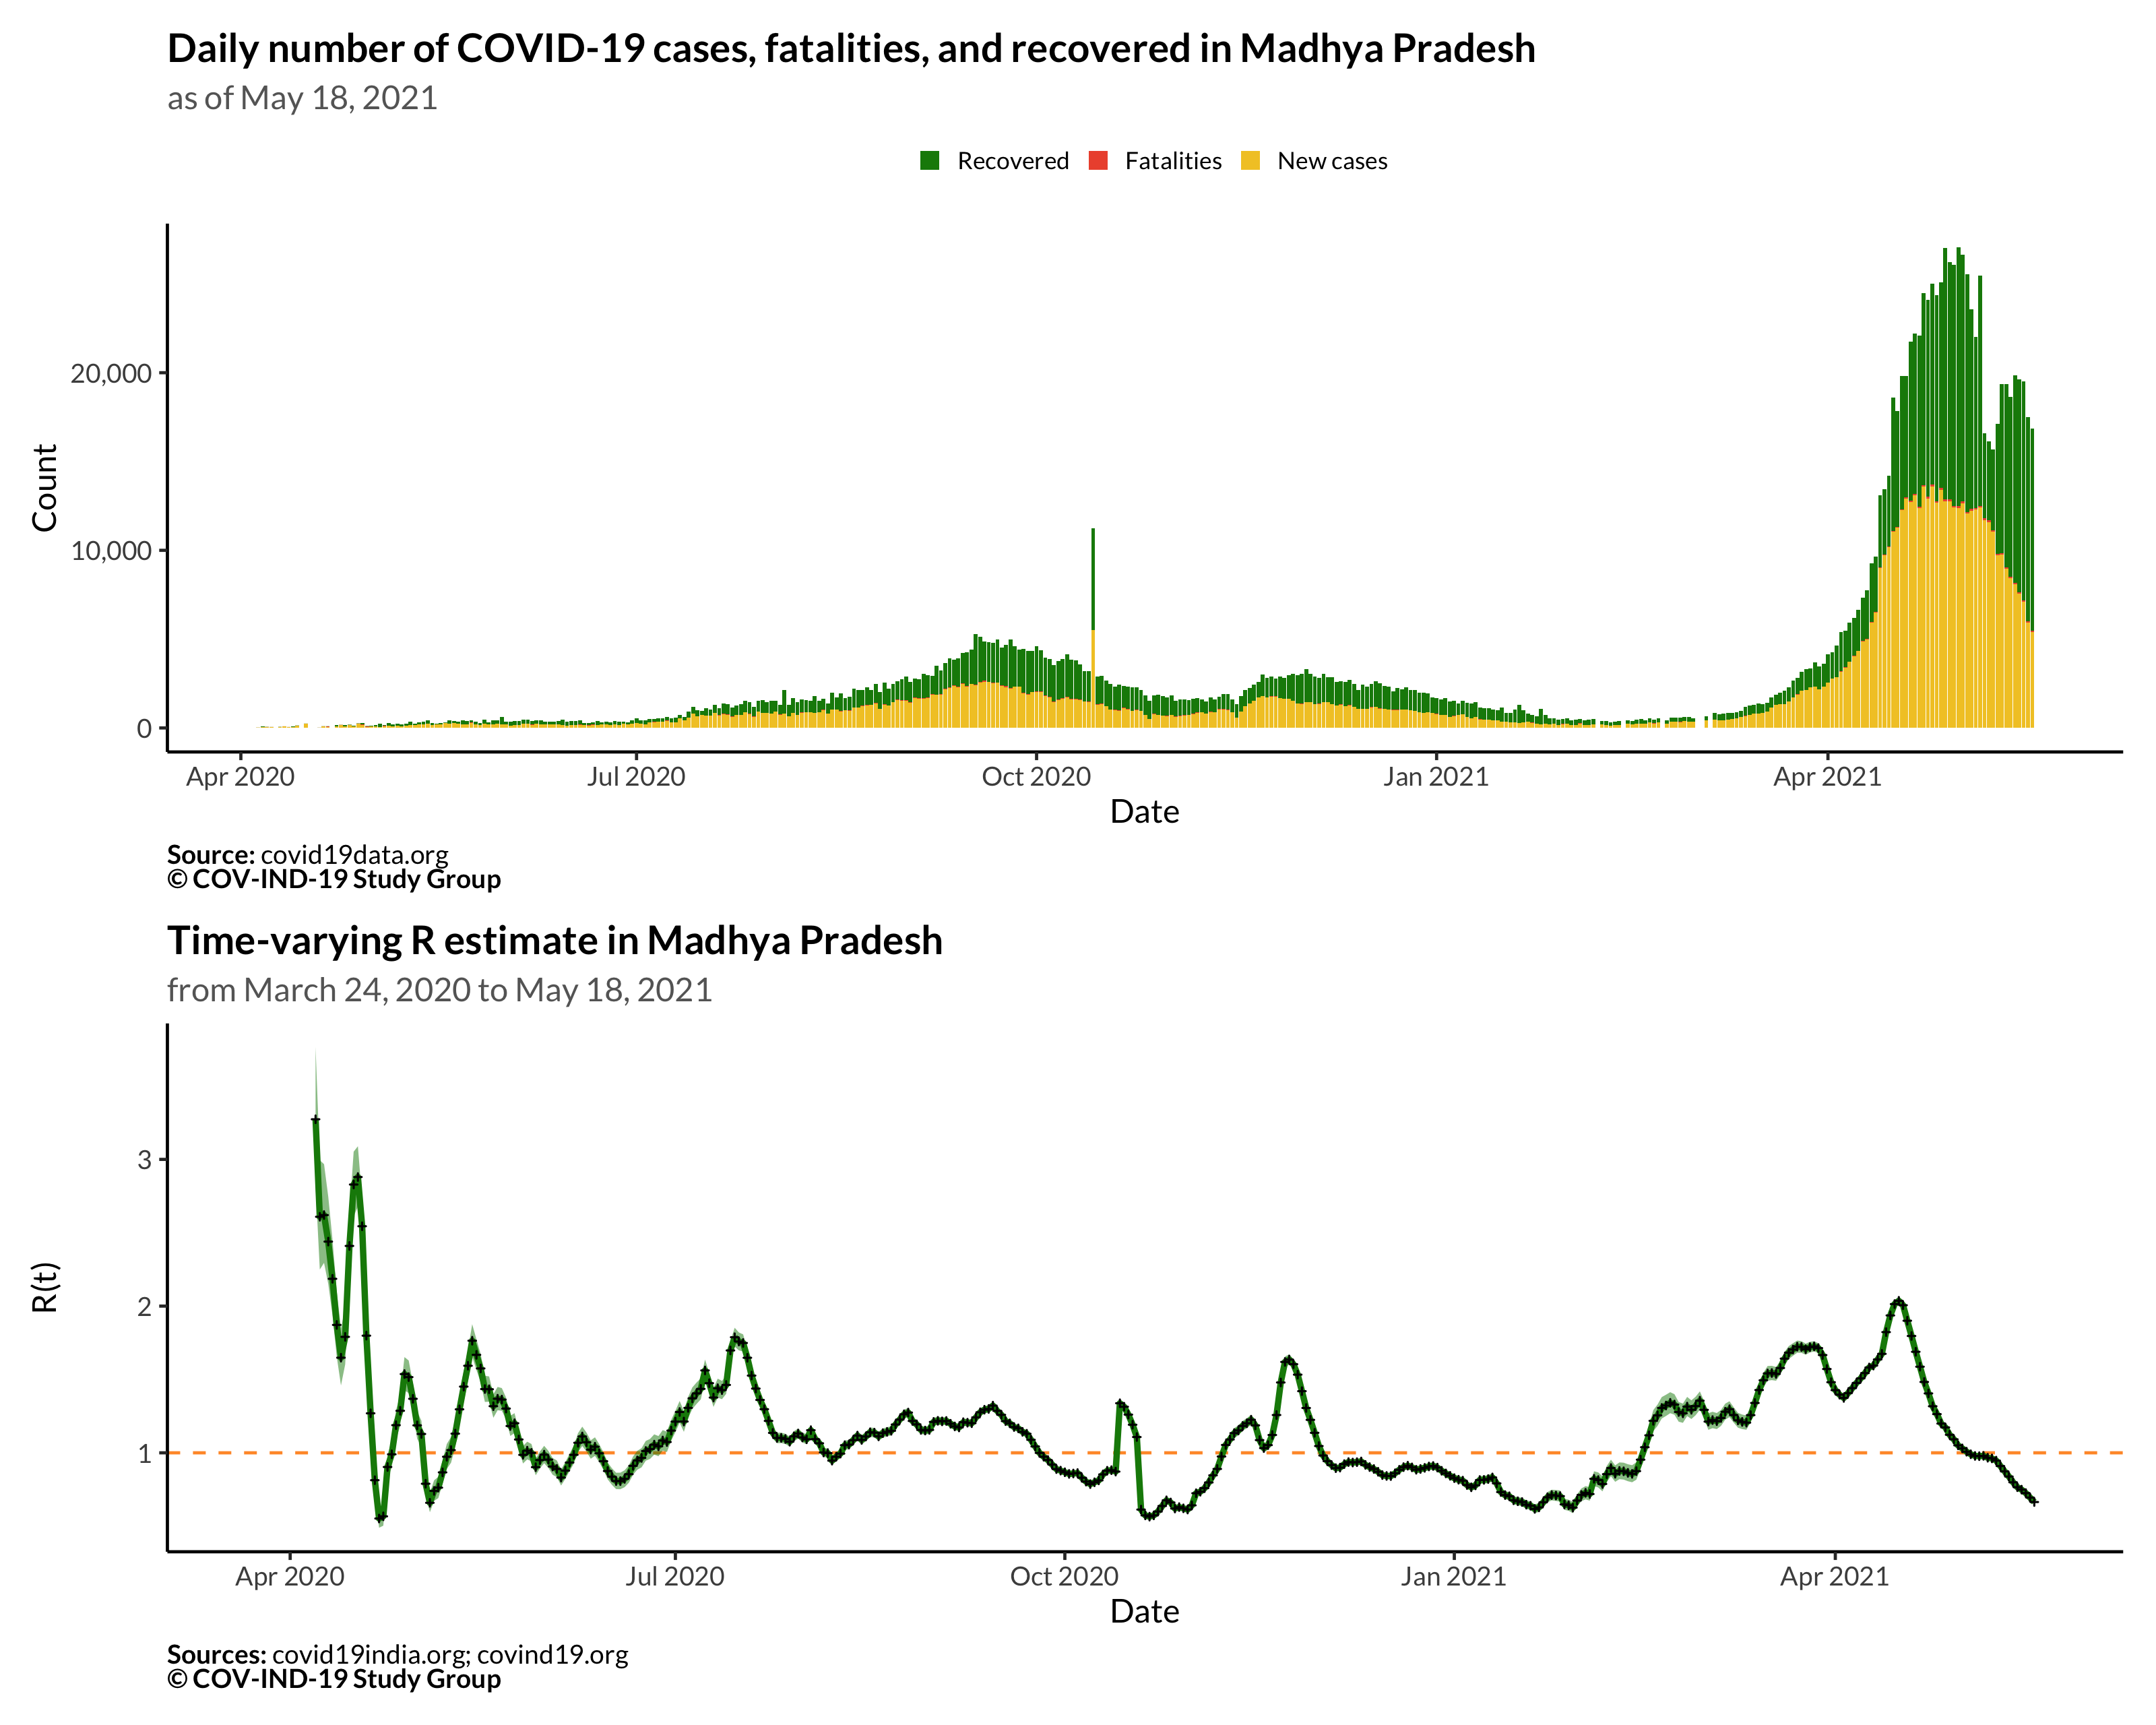 Daily number of COVID-19 cases, fatalities, and recovered in Madhya Pradesh
as of May 18, 2021
Recovered Fatalities New cases
Count
20,000
10,000
0
Apr 2020 Jul 2020 Oct 2020 Jan 2021 Apr 2021
Date
Source: covid19data.org
© COV-IND-19 Study Group
Time-varying R estimate in Madhya Pradesh
from March 24, 2020 to May 18, 2021
R(t)
3
2
1
Apr 2020 Jul 2020 Oct 2020 Jan 2021 Apr 2021
Date
Sources: covid19india.org; covind19.org
© COV-IND-19 Study Group